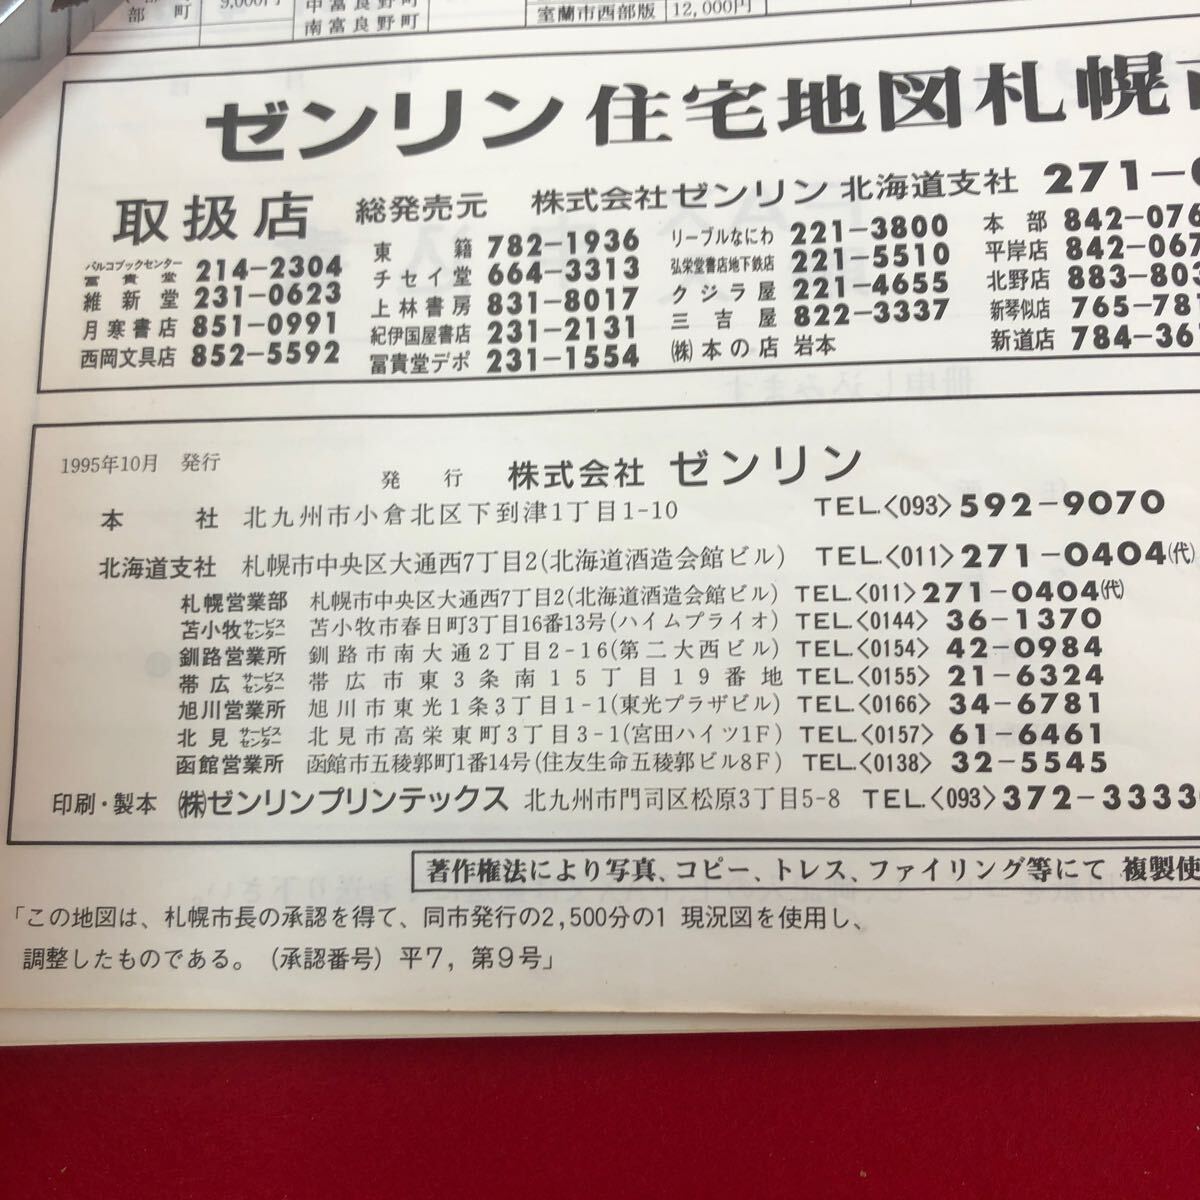 部 町 9,000円 中富良野町 室蘭市西部版 12,000円
南富良野町
ゼンリン住宅地図札幌市
取扱店 総発売元 株式会社ゼンリン 北海道支社 271-0
パルコブックセンター
冨貴堂 214-2304
維新堂 231-0623
月寒書店 851-0991
西岡文具店 852-5592
東籍 782-1936
チセイ堂 664-3313
上林書房 831-8017
紀伊国屋書店 231-2131
冨貴堂デポ 231-1554
リーブルなにわ 221-3800
弘栄堂書店地下鉄店 221-5510
クジラ屋 221-4655
三吉屋 822-3337
㈱本の店 岩本
本部 842-076
平岸店 842-067
北野店 883-803
新琴似店 765-781
新道店 784-361
1995年10月 発行
発行 株式会社 ゼンリン
本社 北九州市小倉北区下到津1丁目1-10 TEL.〈093〉592-9070
北海道支社 札幌市中央区大通西7丁目2(北海道酒造会館ビル) TEL.〈011〉271-0404㈹
札幌営業部 札幌市中央区大通西7丁目2(北海道酒造会館ビル) TEL.〈011〉271-0404㈹
苫小牧サービスセンター 苫小牧市春日町3丁目16番13号(ハイムプライオ) TEL.〈0144〉36-1370
釧路営業所 釧路市南大通2丁目2-16(第二大西ビル) TEL.〈0154〉42-0984
帯広サービスセンター 帯広市東3条南15丁目19番地 TEL.〈0155〉21-6324
旭川営業所 旭川市東光1条3丁目1-1(東光プラザビル) TEL.〈0166〉34-6781
北見サービスセンター 北見市高栄東町3丁目3-1(宮田ハイツ1F) TEL.〈0157〉61-6461
函館営業所 函館市五稜郭町1番14号(住友生命五稜郭ビル8F) TEL.〈0138〉32-5545
印刷・製本 ㈱ゼンリンプリンテックス 北九州市門司区松原3丁目5-8 TEL.〈093〉372-3333
著作権法により写真、コピー、トレス、ファイリング等にて 複製使
「この地図は、札幌市長の承認を得て、同市発行の2,500分の1 現況図を使用し、
調整したものである。(承認番号)平7,第9号」